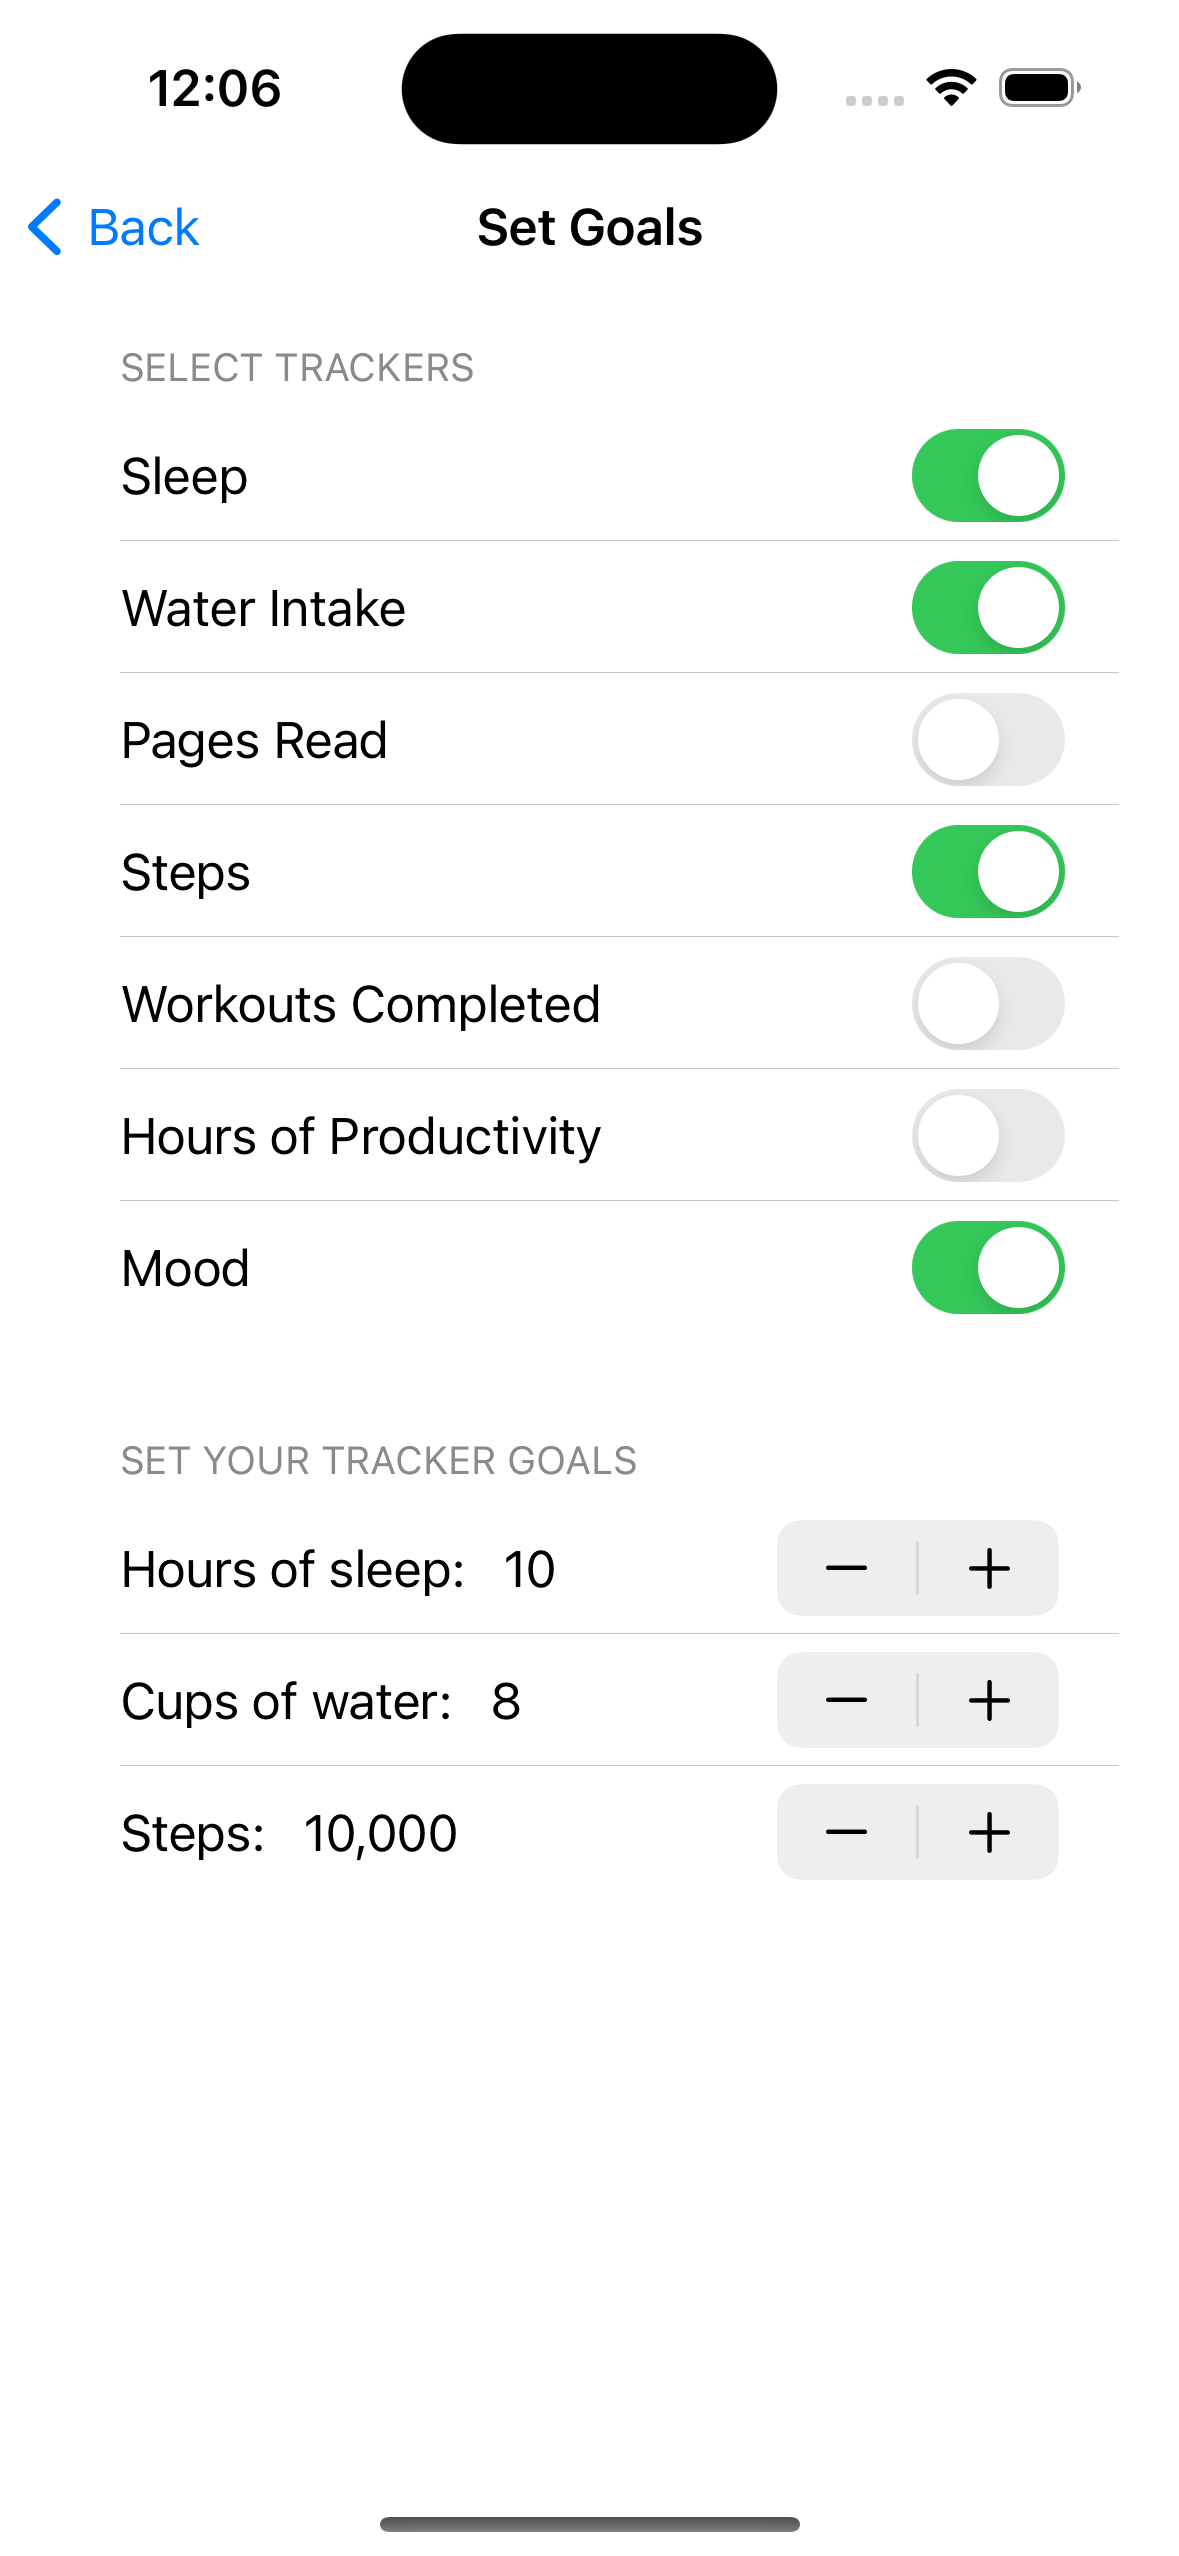 12:06
Back
Set Goals
SELECT TRACKERS
Sleep
Water Intake
Pages Read
Steps
Workouts Completed
Hours of Productivity
Mood
SET YOUR TRACKER GOALS
Hours of sleep: 10
Cups of water: 8
Steps: 10,000